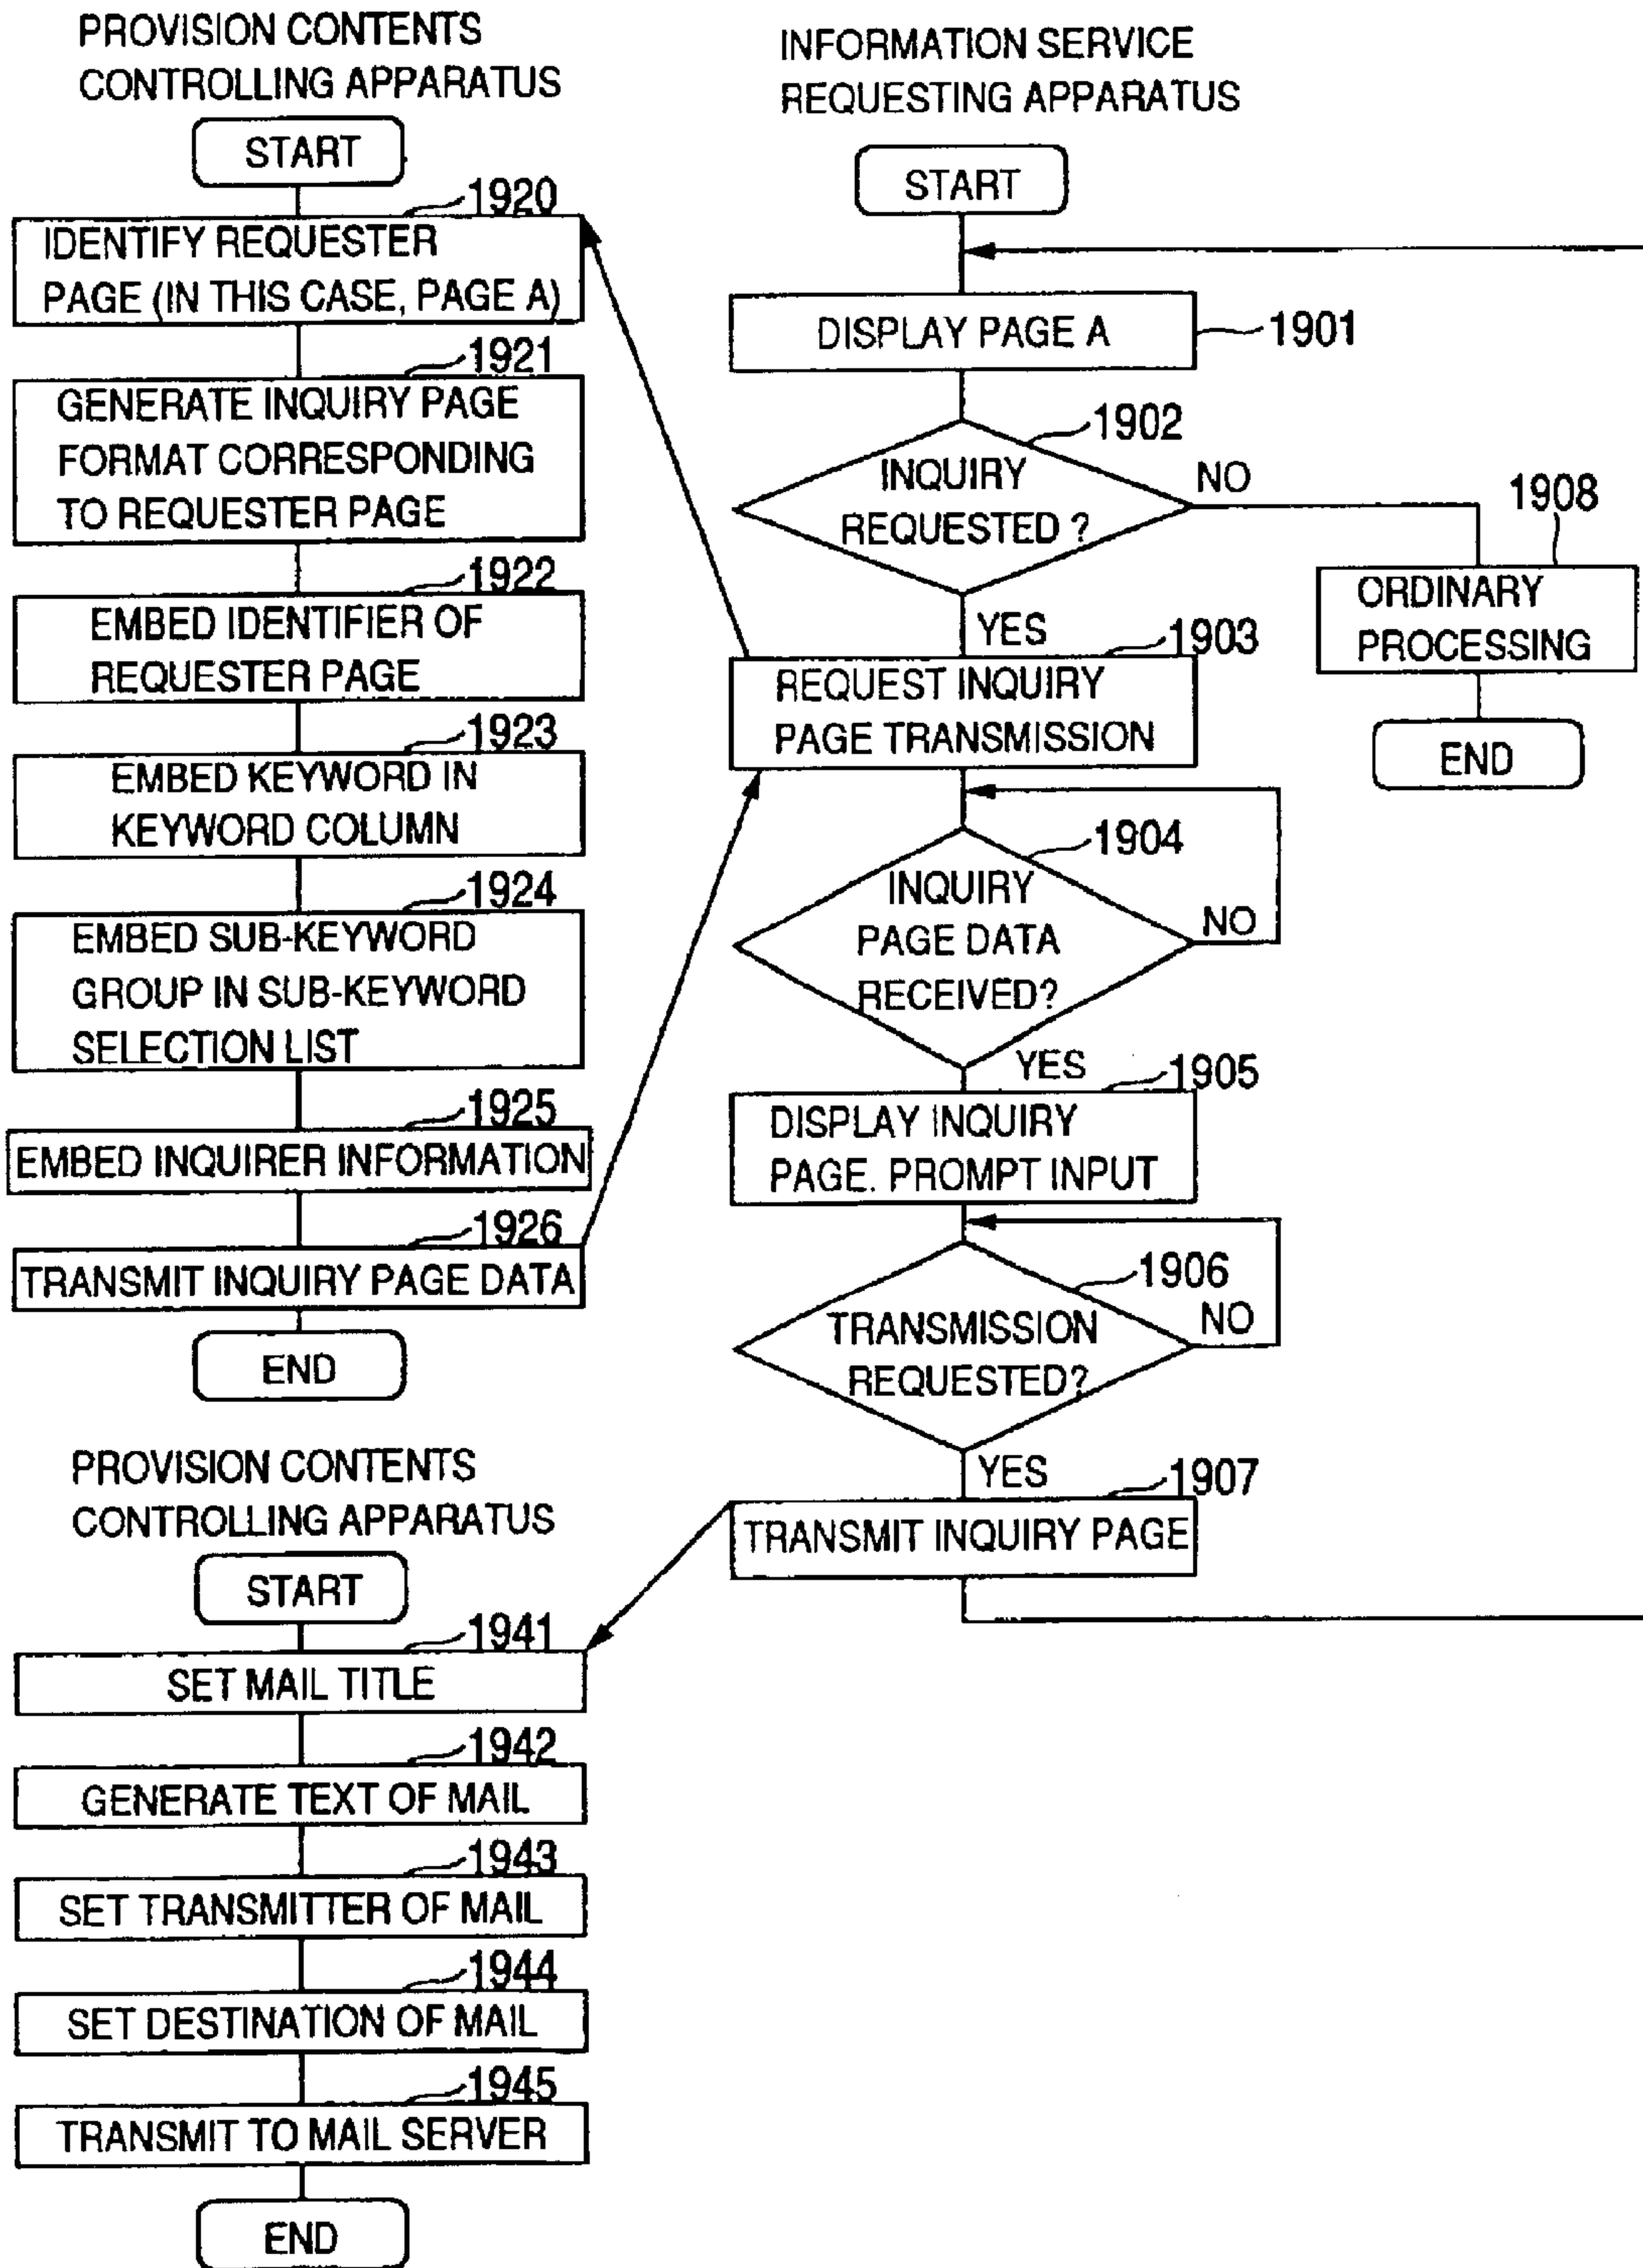 PROVISION CONTENTS
CONTROLLING APPARATUS
START
1920
IDENTIFY REQUESTER
PAGE (IN THIS CASE, PAGE A)
1921
GENERATE INQUIRY PAGE
FORMAT CORRESPONDING
TO REQUESTER PAGE
1922
EMBED IDENTIFIER OF
REQUESTER PAGE
1923
EMBED KEYWORD IN
KEYWORD COLUMN
1924
EMBED SUB-KEYWORD
GROUP IN SUB-KEYWORD
SELECTION LIST
1925
EMBED INQUIRER INFORMATION
1926
TRANSMIT INQUIRY PAGE DATA
END
INFORMATION SERVICE
REQUESTING APPARATUS
START
DISPLAY PAGE A
1901
1902
INQUIRY
REQUESTED ?
NO
1908
ORDINARY
PROCESSING
END
YES
1903
REQUEST INQUIRY
PAGE TRANSMISSION
1904
INQUIRY
PAGE DATA
RECEIVED?
NO
YES
1905
DISPLAY INQUIRY
PAGE. PROMPT INPUT
1906
TRANSMISSION
REQUESTED?
NO
YES
1907
TRANSMIT INQUIRY PAGE
PROVISION CONTENTS
CONTROLLING APPARATUS
START
1941
SET MAIL TITLE
1942
GENERATE TEXT OF MAIL
1943
SET TRANSMITTER OF MAIL
1944
SET DESTINATION OF MAIL
1945
TRANSMIT TO MAIL SERVER
END